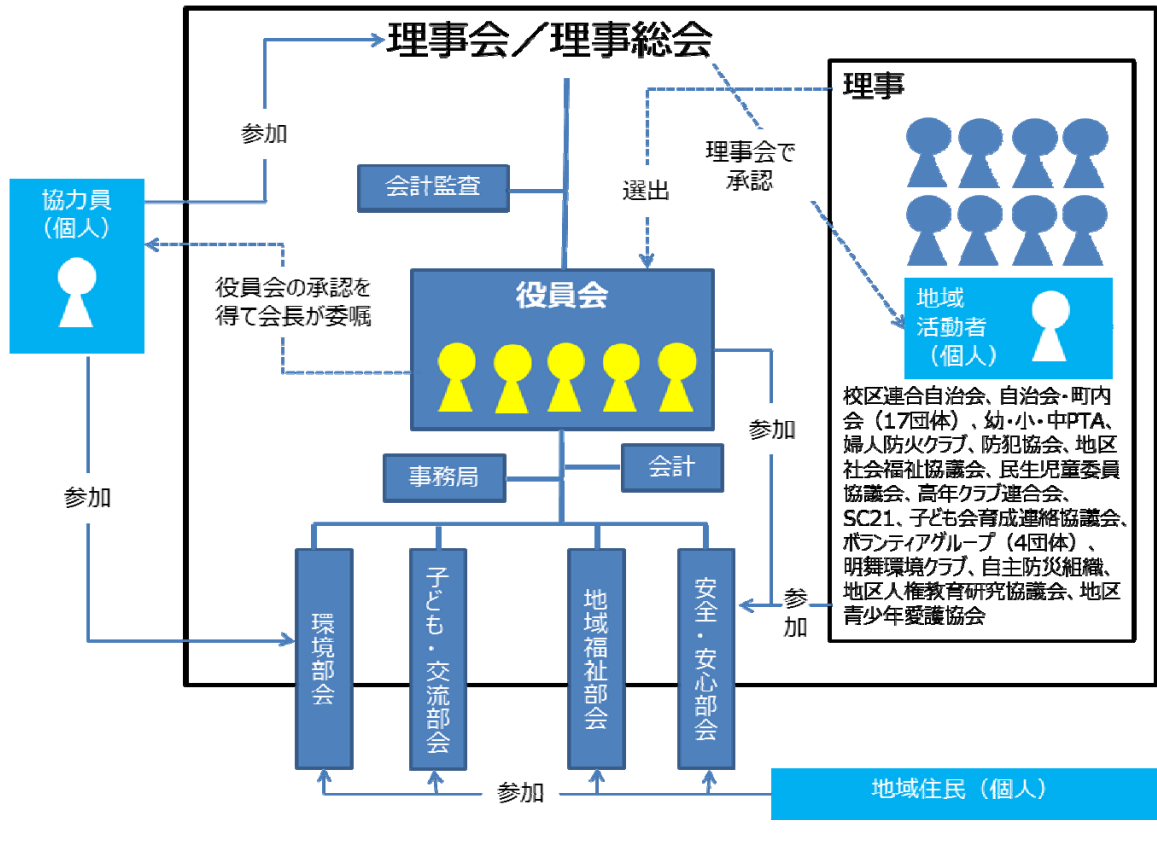 理事会／理事総会
理事
参加
理事会で
承認
会計監査
選出
協力員
（個人）
役員会の承認を
得て会長が委嘱
役員会
地域
活動者
（個人）
校区連合自治会、自治会・町内
会（17団体）、幼・小・中PTA、
婦人防火クラブ、防犯協会、地区
社会福祉協議会、民生児童委員
協議会、高年クラブ連合会、
SC21、子ども会育成連絡協議会、
ボランティアグループ（4団体）、
明舞環境クラブ、自主防災組織、
地区人権教育研究協議会、地区
青少年愛護協会
参加
会計
事務局
参加
環境部会
子ども・交流部会
地域福祉部会
安全・安心部会
参
加
参加
地域住民（個人）